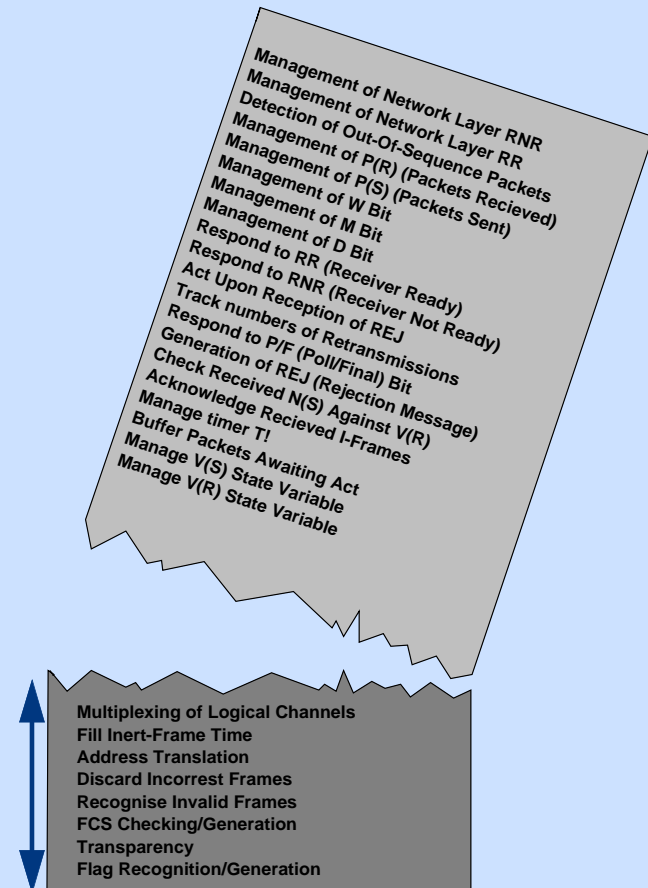 Management of Network Layer RNR
Management of Network Layer RR
Detection of Out-Of-Sequence Packets
Management of P(R) (Packets Recieved)
Management of P(S) (Packets Sent)
Management of W Bit
Management of M Bit
Management of D Bit
Respond to RR (Receiver Ready)
Respond to RNR (Receiver Not Ready)
Act Upon Reception of REJ
Track numbers of Retransmissions
Respond to P/F (Poll/Final) Bit
Generation of REJ (Rejection Message)
Check Received N(S) Against V(R)
Acknowledge Recieved I-Frames
Manage timer T!
Buffer Packets Awaiting Act
Manage V(S) State Variable
Manage V(R) State Variable
Multiplexing of Logical Channels
Fill Inert-Frame Time
Address Translation
Discard Incorrest Frames
Recognise Invalid Frames
FCS Checking/Generation
Transparency
Flag Recognition/Generation